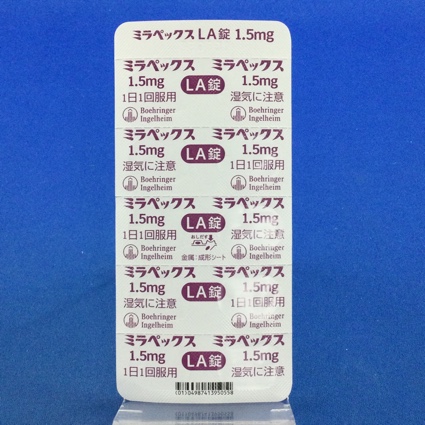 ミラペックス LA錠 1.5mg
ミラペックス ミラペックス
1.5mg LA錠 1.5mg
1日1回服用 湿気に注意
Boehringer Ingelheim Boehringer Ingelheim
ミラペックス ミラペックス
1.5mg LA錠 1.5mg
湿気に注意 1日1回服用
Boehringer Ingelheim Boehringer Ingelheim
ミラペックス ミラペックス
1.5mg LA錠 1.5mg
1日1回服用 おしだす 湿気に注意
Boehringer Ingelheim 金属:成形シート Boehringer Ingelheim
ミラペックス ミラペックス
1.5mg LA錠 1.5mg
湿気に注意 1日1回服用
Boehringer Ingelheim Boehringer Ingelheim
ミラペックス ミラペックス
1.5mg LA錠 1.5mg
1日1回服用 湿気に注意
(01)04987413950558